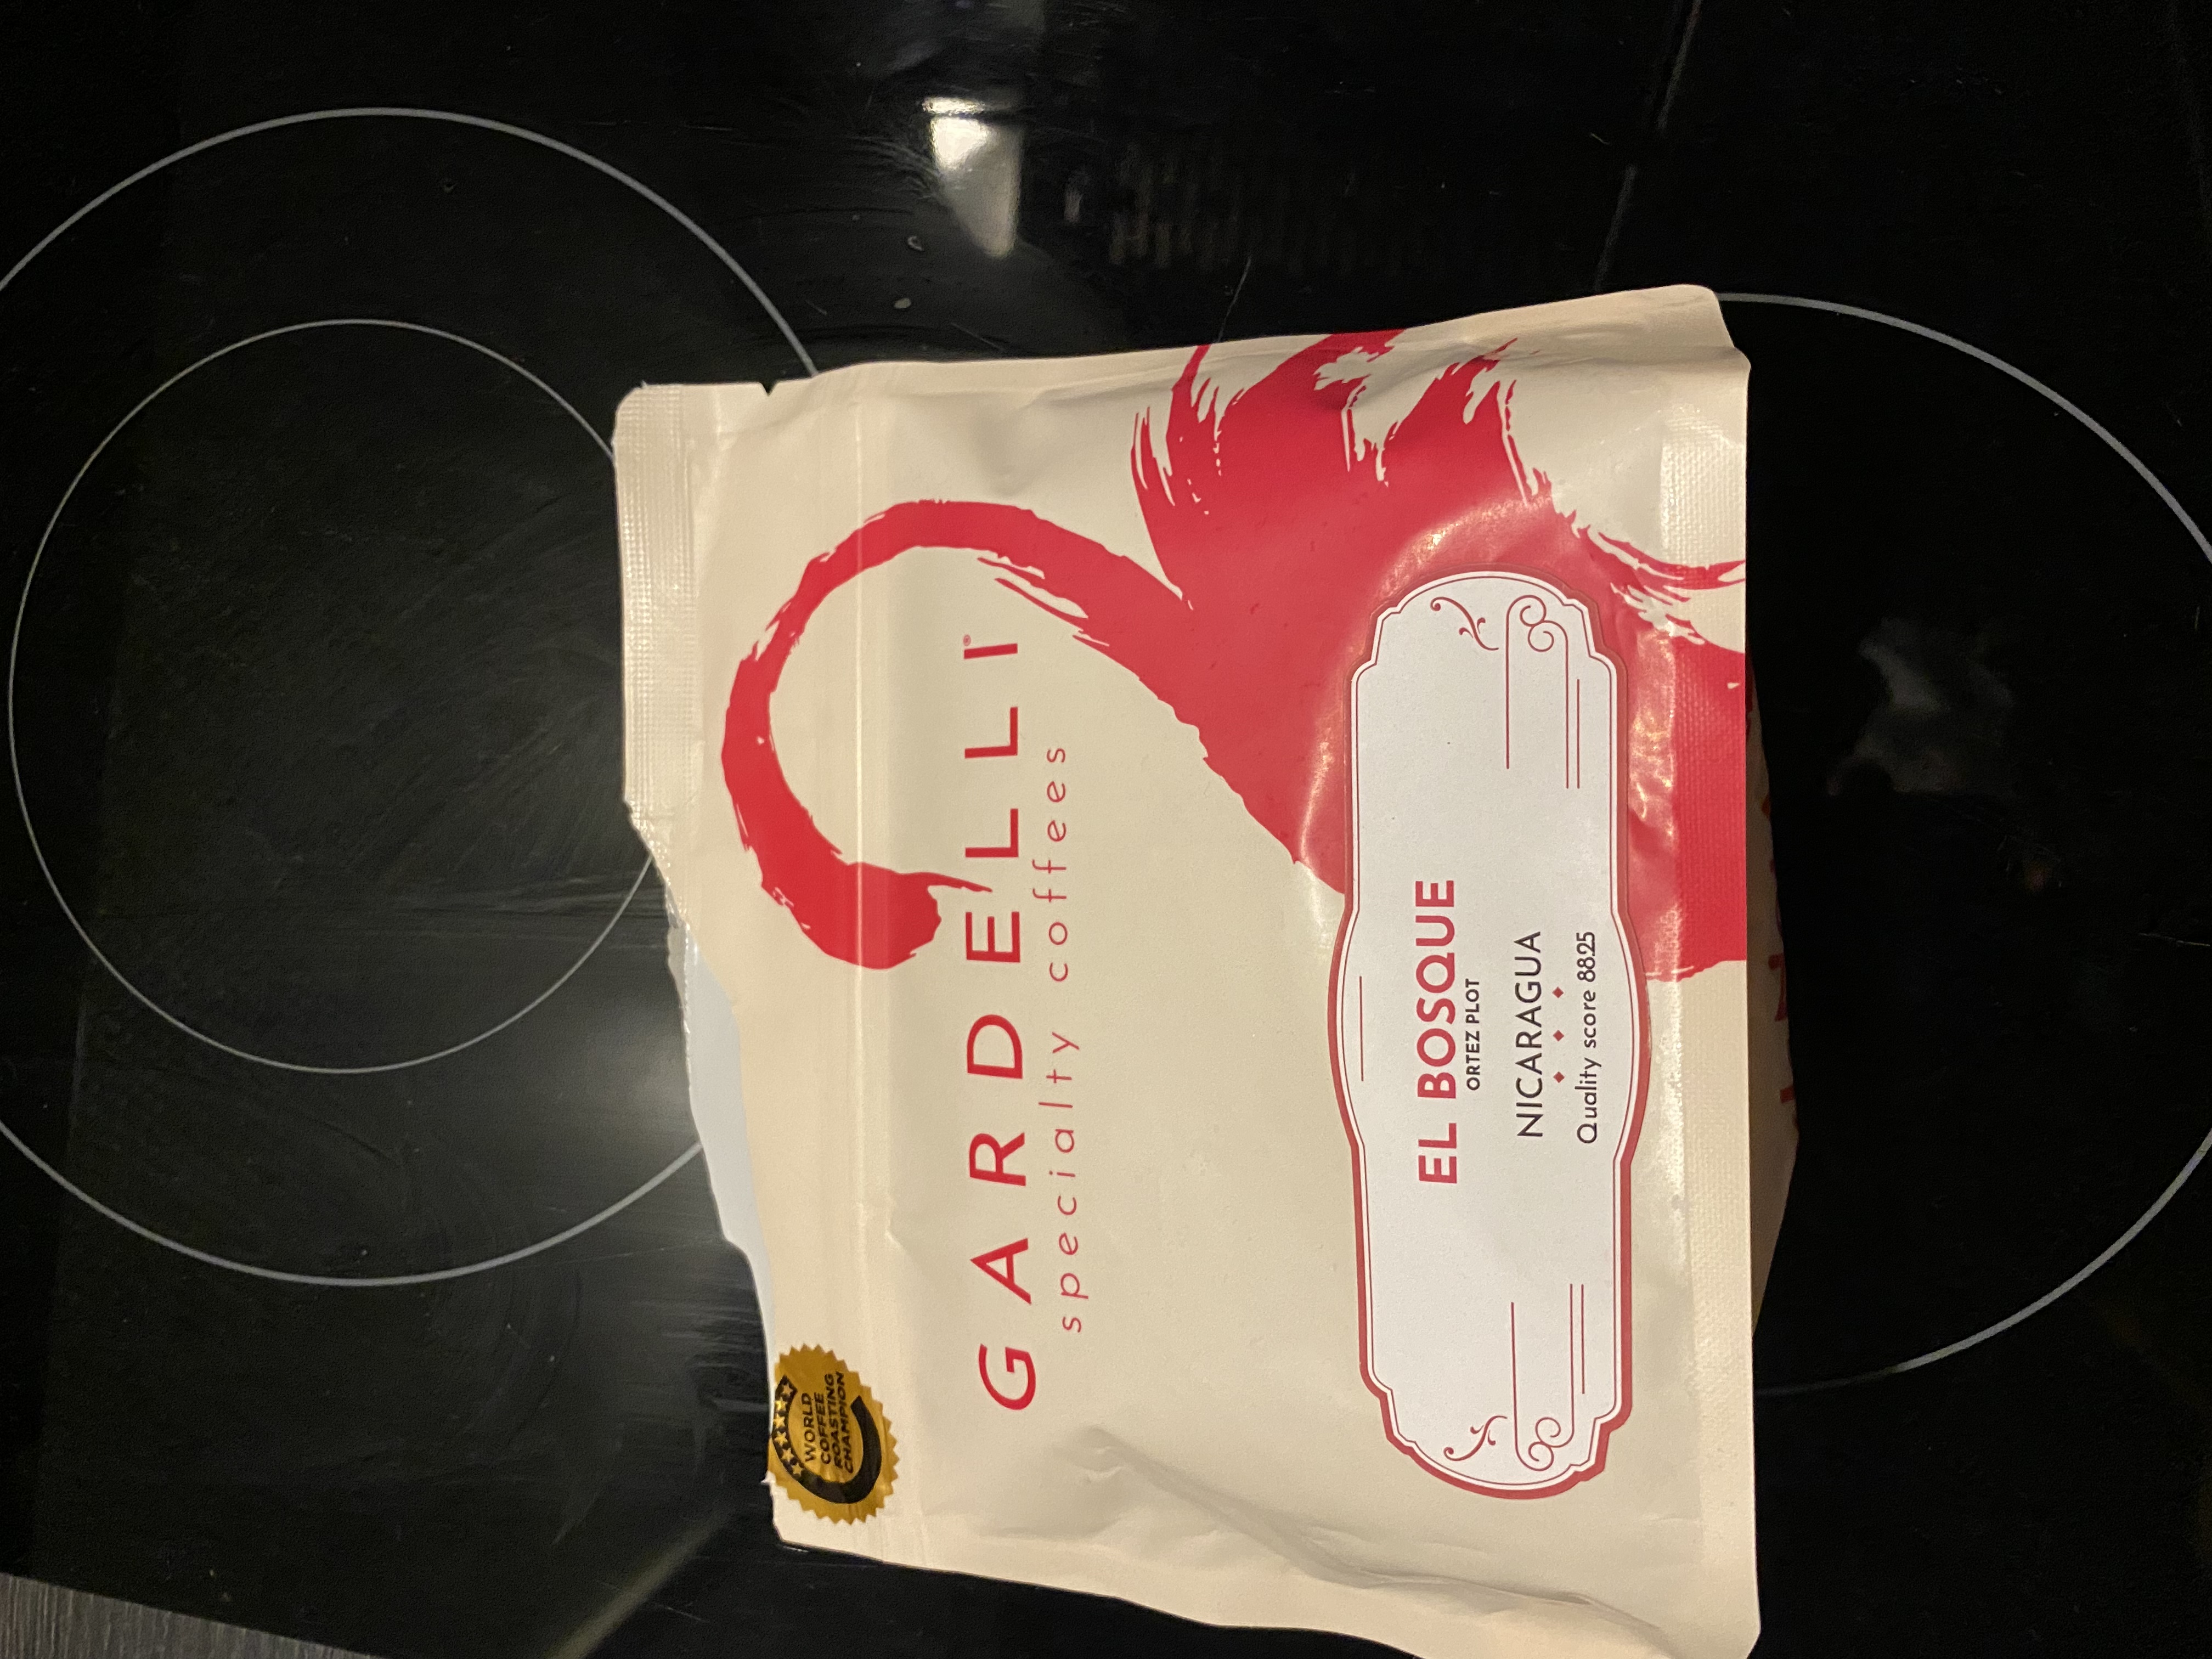 WORLD
COFFEE
ROASTING
CHAMPION
GARDELLI®
specialty coffees
EL BOSQUE
ORTEZ PLOT
NICARAGUA
Quality score 8825